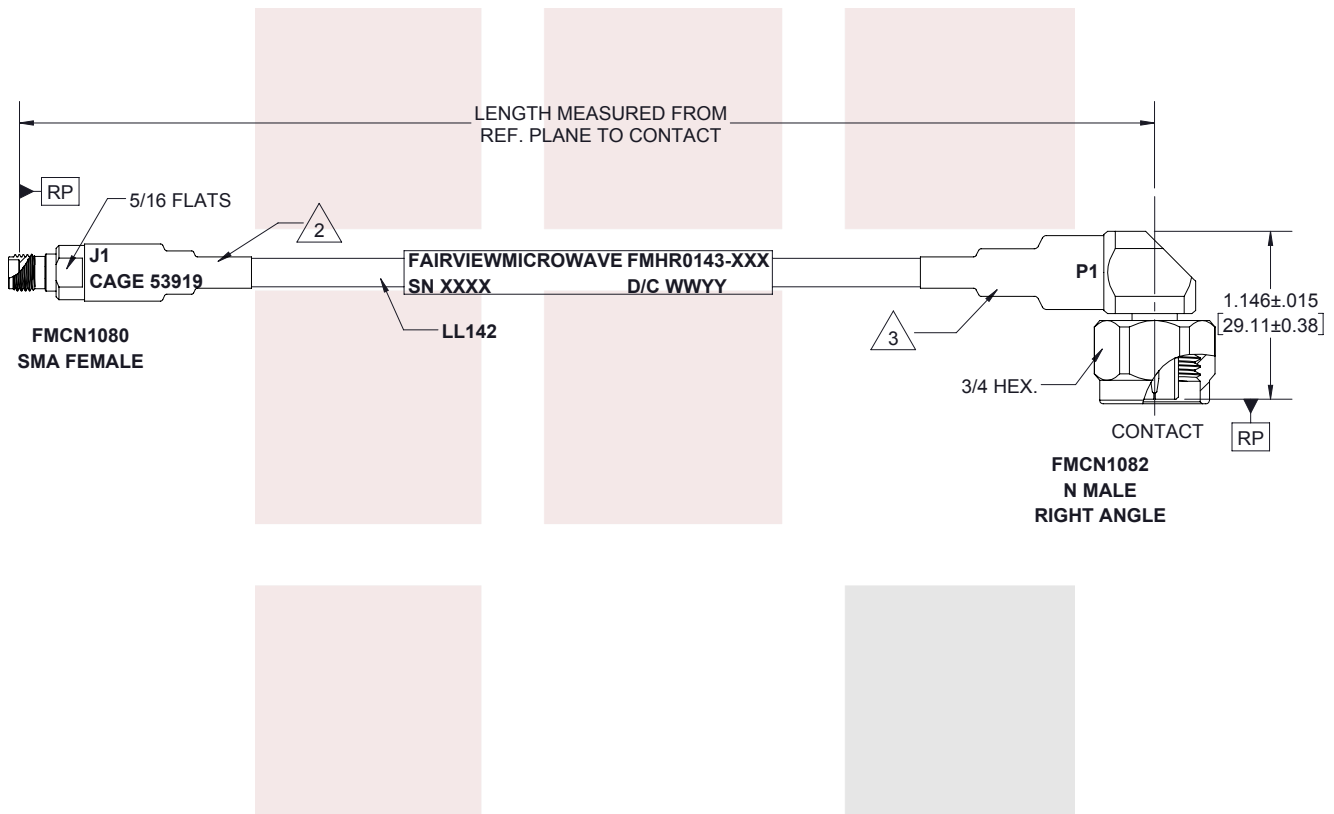 LENGTH MEASURED FROM
REF. PLANE TO CONTACT
RP
5/16 FLATS
2
J1
CAGE 53919
FAIRVIEWMICROWAVE FMHR0143-XXX
SN XXXX D/C WWYY
P1
1.146±.015
[29.11±0.38]
FMCN1080
SMA FEMALE
LL142
3
3/4 HEX.
CONTACT
RP
FMCN1082
N MALE
RIGHT ANGLE